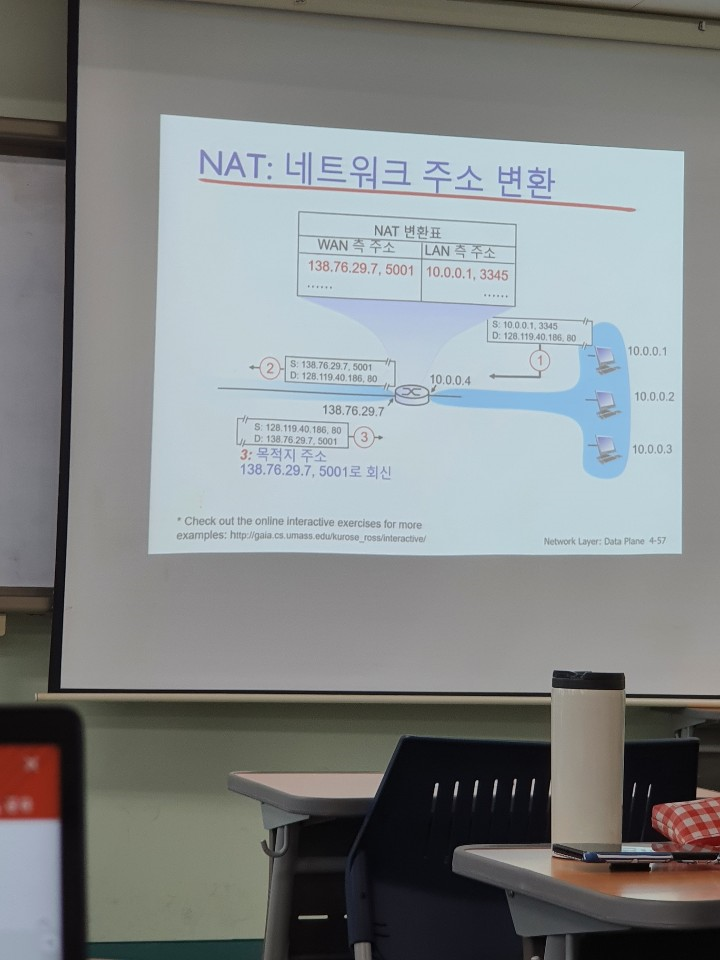 NAT: 네트워크 주소 변환
NAT 변환표
WAN 측 주소 LAN 측 주소
138.76.29.7, 5001 10.0.0.1, 3345
...... ......
S: 10.0.0.1, 3345
D: 128.119.40.186, 80
1
10.0.0.1
2
S: 138.76.29.7, 5001
D: 128.119.40.186, 80
10.0.0.4
10.0.0.2
138.76.29.7
S: 128.119.40.186, 80
D: 138.76.29.7, 5001
3
10.0.0.3
3: 목적지 주소
138.76.29.7, 5001로 회신
* Check out the online interactive exercises for more
examples: http://gaia.cs.umass.edu/kurose_ross/interactive/
Network Layer: Data Plane 4-57